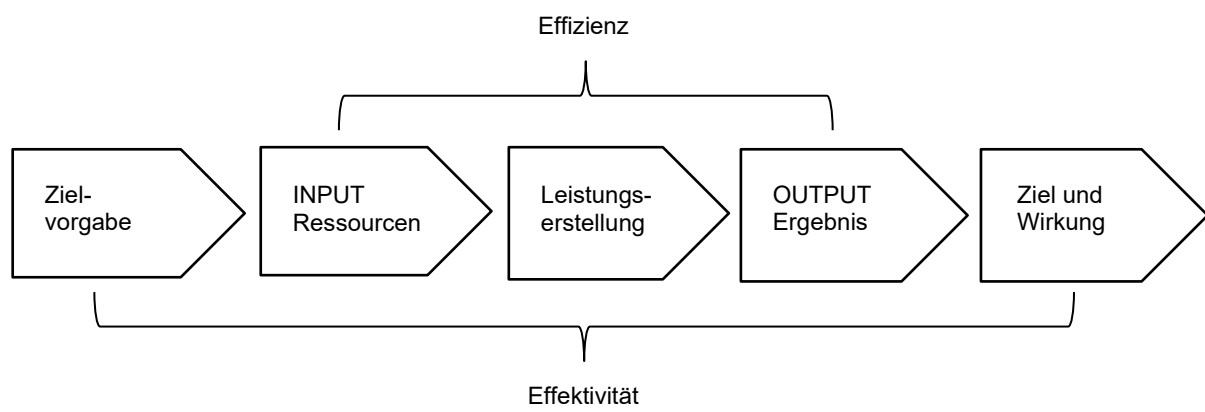 Effizienz
Ziel-
vorgabe
INPUT
Ressourcen
Leistungs-
erstellung
OUTPUT
Ergebnis
Ziel und
Wirkung
Effektivität